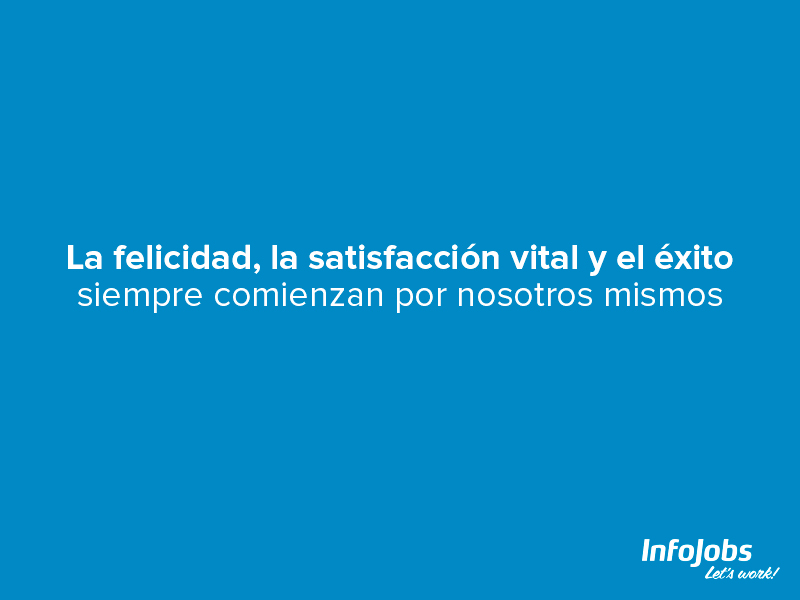 La felicidad, la satisfacción vital y el éxito
siempre comienzan por nosotros mismos
InfoJobs
Let's work!